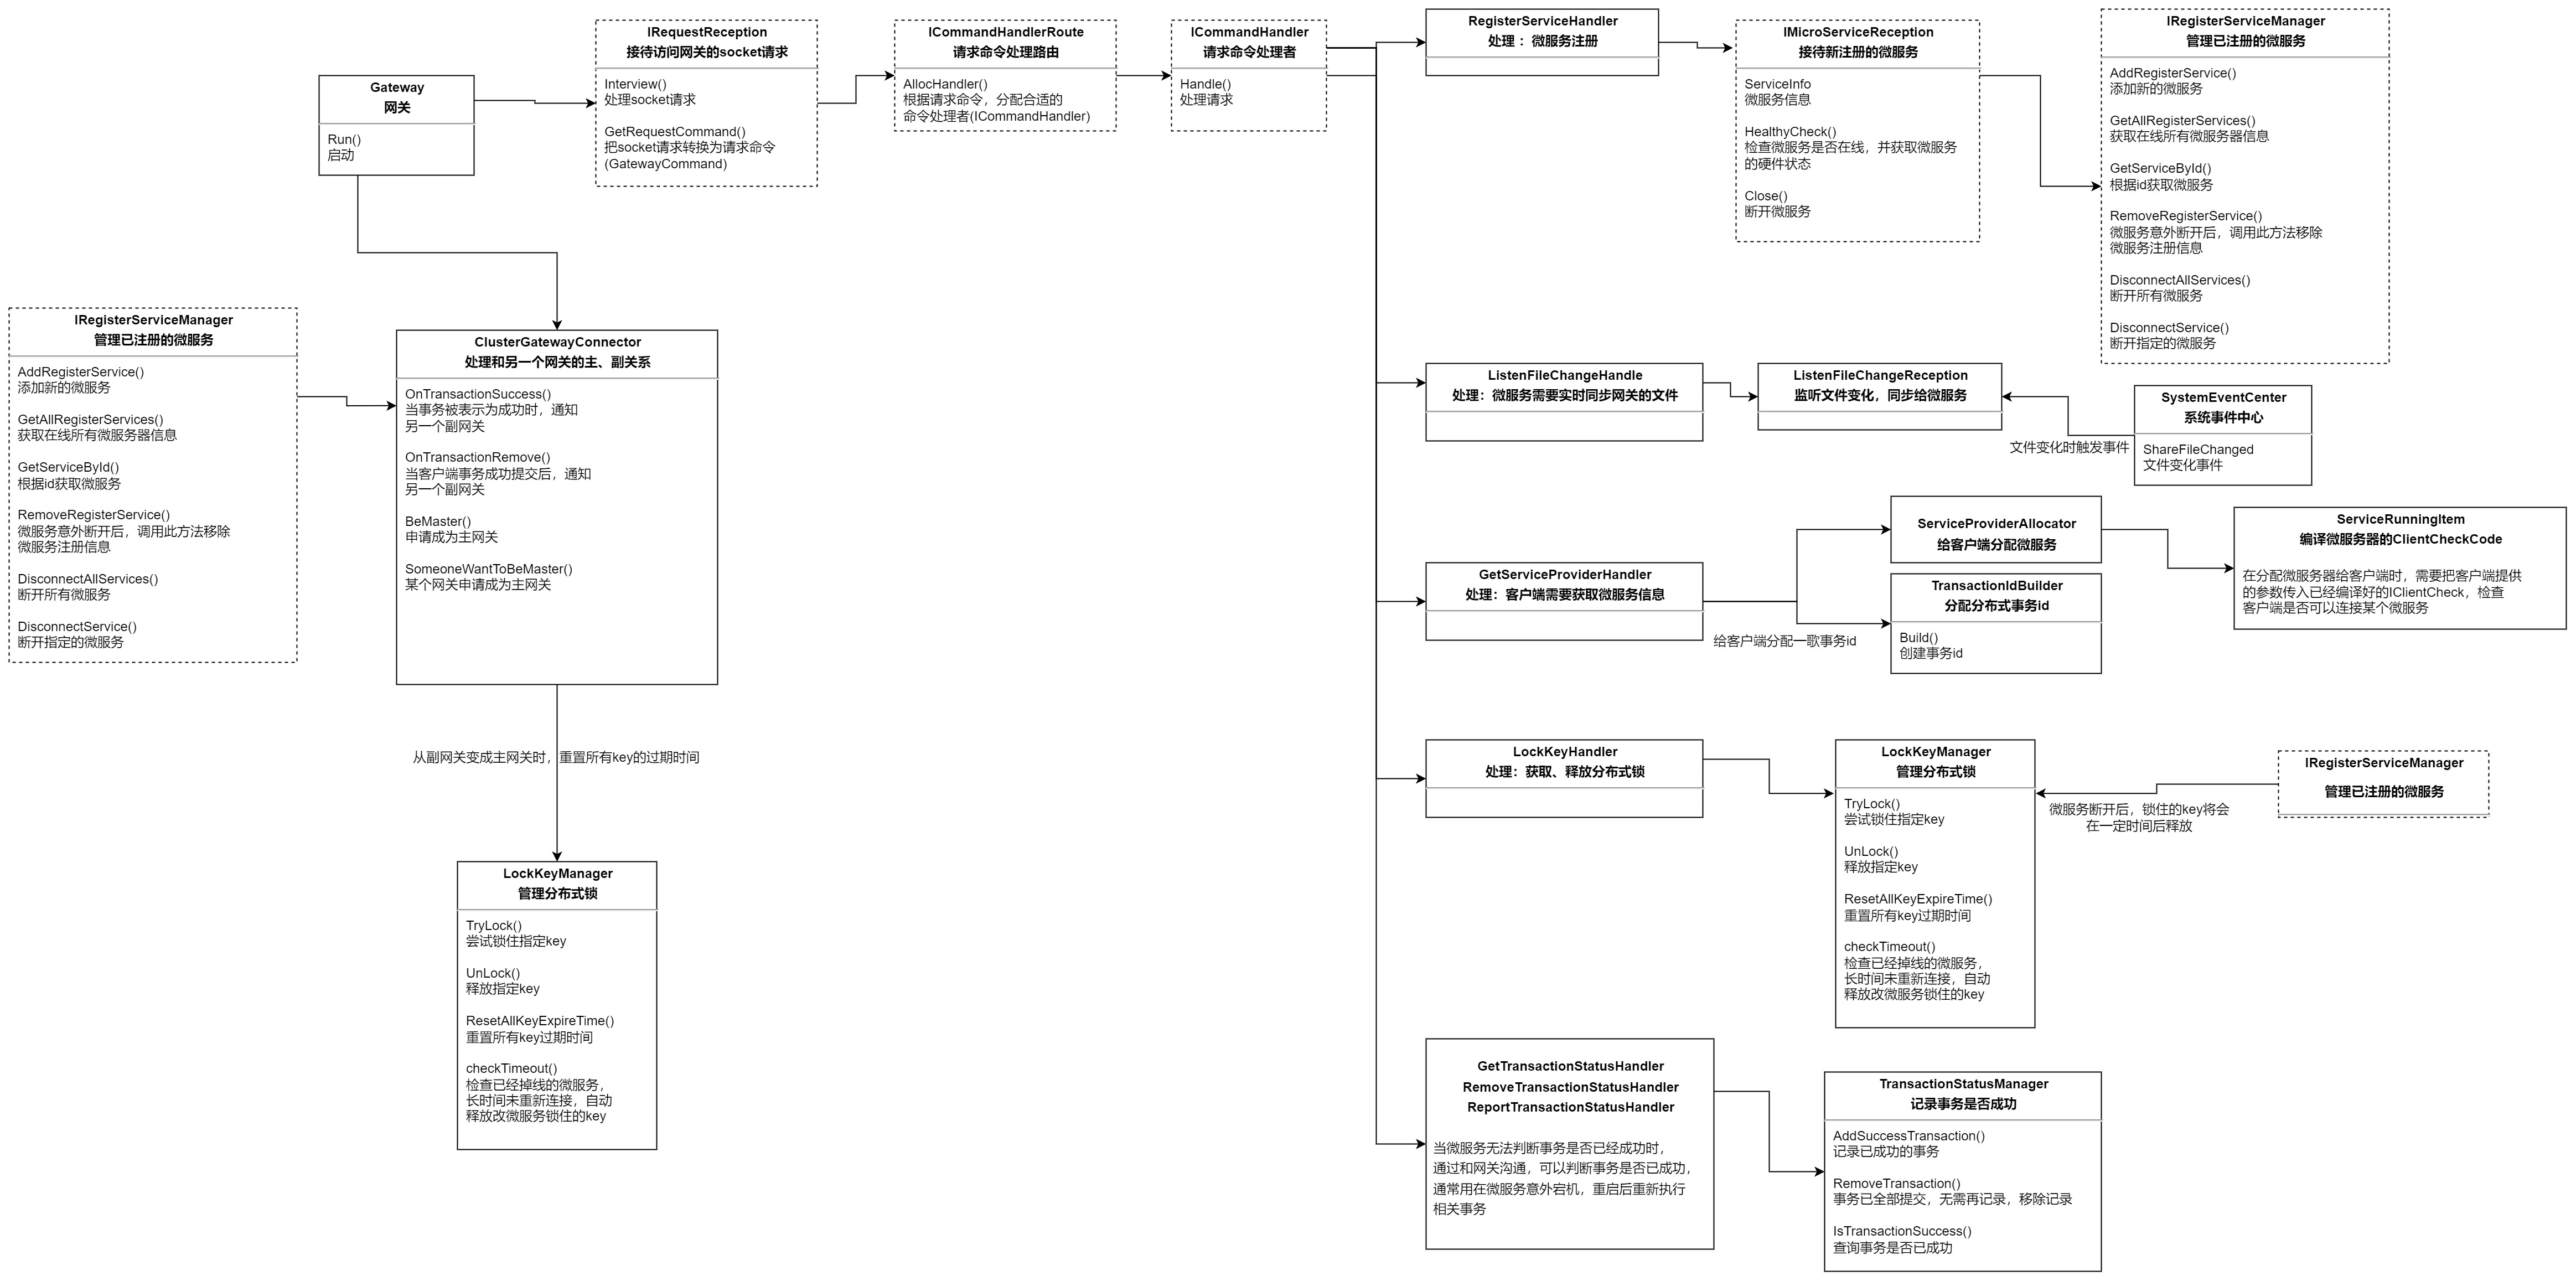 Gateway
网关
Run()
启动
IRequestReception
接待访问网关的socket请求
Interview()
处理socket请求
GetRequestCommand()
把socket请求转换为请求命令
(GatewayCommand)
ICommandHandlerRoute
请求命令处理路由
AllocHandler()
根据请求命令，分配合适的
命令处理者(ICommandHandler)
ICommandHandler
请求命令处理者
Handle()
处理请求
RegisterServiceHandler
处理 ：微服务注册
IMicroServiceReception
接待新注册的微服务
ServiceInfo
微服务信息
HealthyCheck()
检查微服务是否在线，并获取微服务
的硬件状态
Close()
断开微服务
IRegisterServiceManager
管理已注册的微服务
AddRegisterService()
添加新的微服务
GetAllRegisterServices()
获取在线所有微服务器信息
GetServiceById()
根据id获取微服务
RemoveRegisterService()
微服务意外断开后，调用此方法移除
微服务注册信息
DisconnectAllServices()
断开所有微服务
DisconnectService()
断开指定的微服务
IRegisterServiceManager
管理已注册的微服务
AddRegisterService()
添加新的微服务
GetAllRegisterServices()
获取在线所有微服务器信息
GetServiceById()
根据id获取微服务
RemoveRegisterService()
微服务意外断开后，调用此方法移除
微服务注册信息
DisconnectAllServices()
断开所有微服务
DisconnectService()
断开指定的微服务
ClusterGatewayConnector
处理和另一个网关的主、副关系
OnTransactionSuccess()
当事务被表示为成功时，通知
另一个副网关
OnTransactionRemove()
当客户端事务成功提交后，通知
另一个副网关
BeMaster()
申请成为主网关
SomeoneWantToBeMaster()
某个网关申请成为主网关
从副网关变成主网关时，重置所有key的过期时间
LockKeyManager
管理分布式锁
TryLock()
尝试锁住指定key
UnLock()
释放指定key
ResetAllKeyExpireTime()
重置所有key过期时间
checkTimeout()
检查已经掉线的微服务，
长时间未重新连接，自动
释放改微服务锁住的key
ListenFileChangeHandle
处理：微服务需要实时同步网关的文件
ListenFileChangeReception
监听文件变化，同步给微服务
文件变化时触发事件
SystemEventCenter
系统事件中心
ShareFileChanged
文件变化事件
GetServiceProviderHandler
处理：客户端需要获取微服务信息
给客户端分配一歌事务id
ServiceProviderAllocator
给客户端分配微服务
TransactionIdBuilder
分配分布式事务id
Build()
创建事务id
ServiceRunningItem
编译微服务器的ClientCheckCode
在分配微服务器给客户端时，需要把客户端提供
的参数传入已经编译好的IClientCheck，检查
客户端是否可以连接某个微服务
LockKeyHandler
处理：获取、释放分布式锁
LockKeyManager
管理分布式锁
TryLock()
尝试锁住指定key
UnLock()
释放指定key
ResetAllKeyExpireTime()
重置所有key过期时间
checkTimeout()
检查已经掉线的微服务，
长时间未重新连接，自动
释放改微服务锁住的key
微服务断开后，锁住的key将会
在一定时间后释放
IRegisterServiceManager
管理已注册的微服务
GetTransactionStatusHandler
RemoveTransactionStatusHandler
ReportTransactionStatusHandler
当微服务无法判断事务是否已经成功时，
通过和网关沟通，可以判断事务是否已成功，
通常用在微服务意外宕机，重启后重新执行
相关事务
TransactionStatusManager
记录事务是否成功
AddSuccessTransaction()
记录已成功的事务
RemoveTransaction()
事务已全部提交，无需再记录，移除记录
IsTransactionSuccess()
查询事务是否已成功